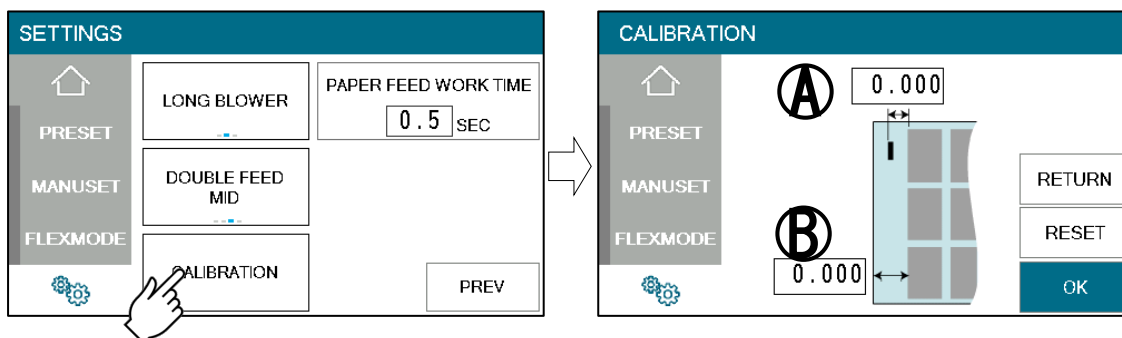 SETTINGS
PRESET
MANUSET
FLEXMODE
LONG BLOWER
DOUBLE FEED
MID
CALIBRATION
PAPER FEED WORK TIME
0.5 SEC
PREV
CALIBRATION
PRESET
MANUSET
FLEXMODE
A 0.000
B
0.000
RETURN
RESET
OK